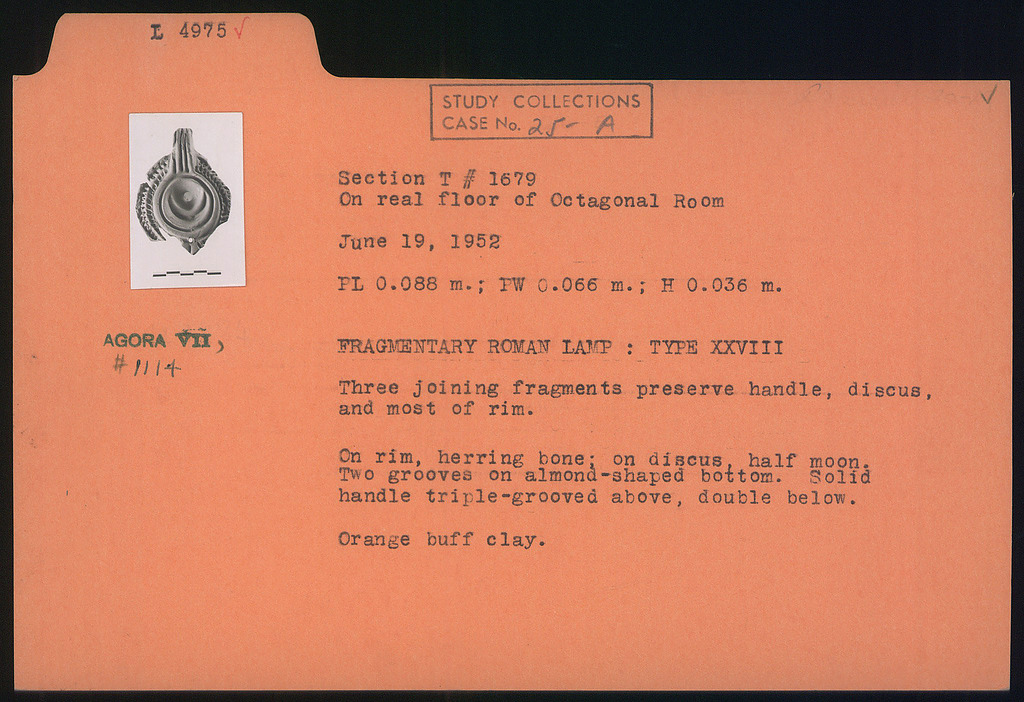 L 4975 ✓
STUDY COLLECTIONS
CASE No. 25- A
Section T # 1679
On real floor of Octagonal Room
June 19, 1952
PL 0.088 m.; PW 0.066 m.; H 0.036 m.
AGORA VII,
# 1114
FRAGMENTARY ROMAN LAMP : TYPE XXVIII
Three joining fragments preserve handle, discus,
and most of rim.
On rim, herring bone; on discus, half moon.
Two grooves on almond-shaped bottom. Solid
handle triple-grooved above, double below.
Orange buff clay.